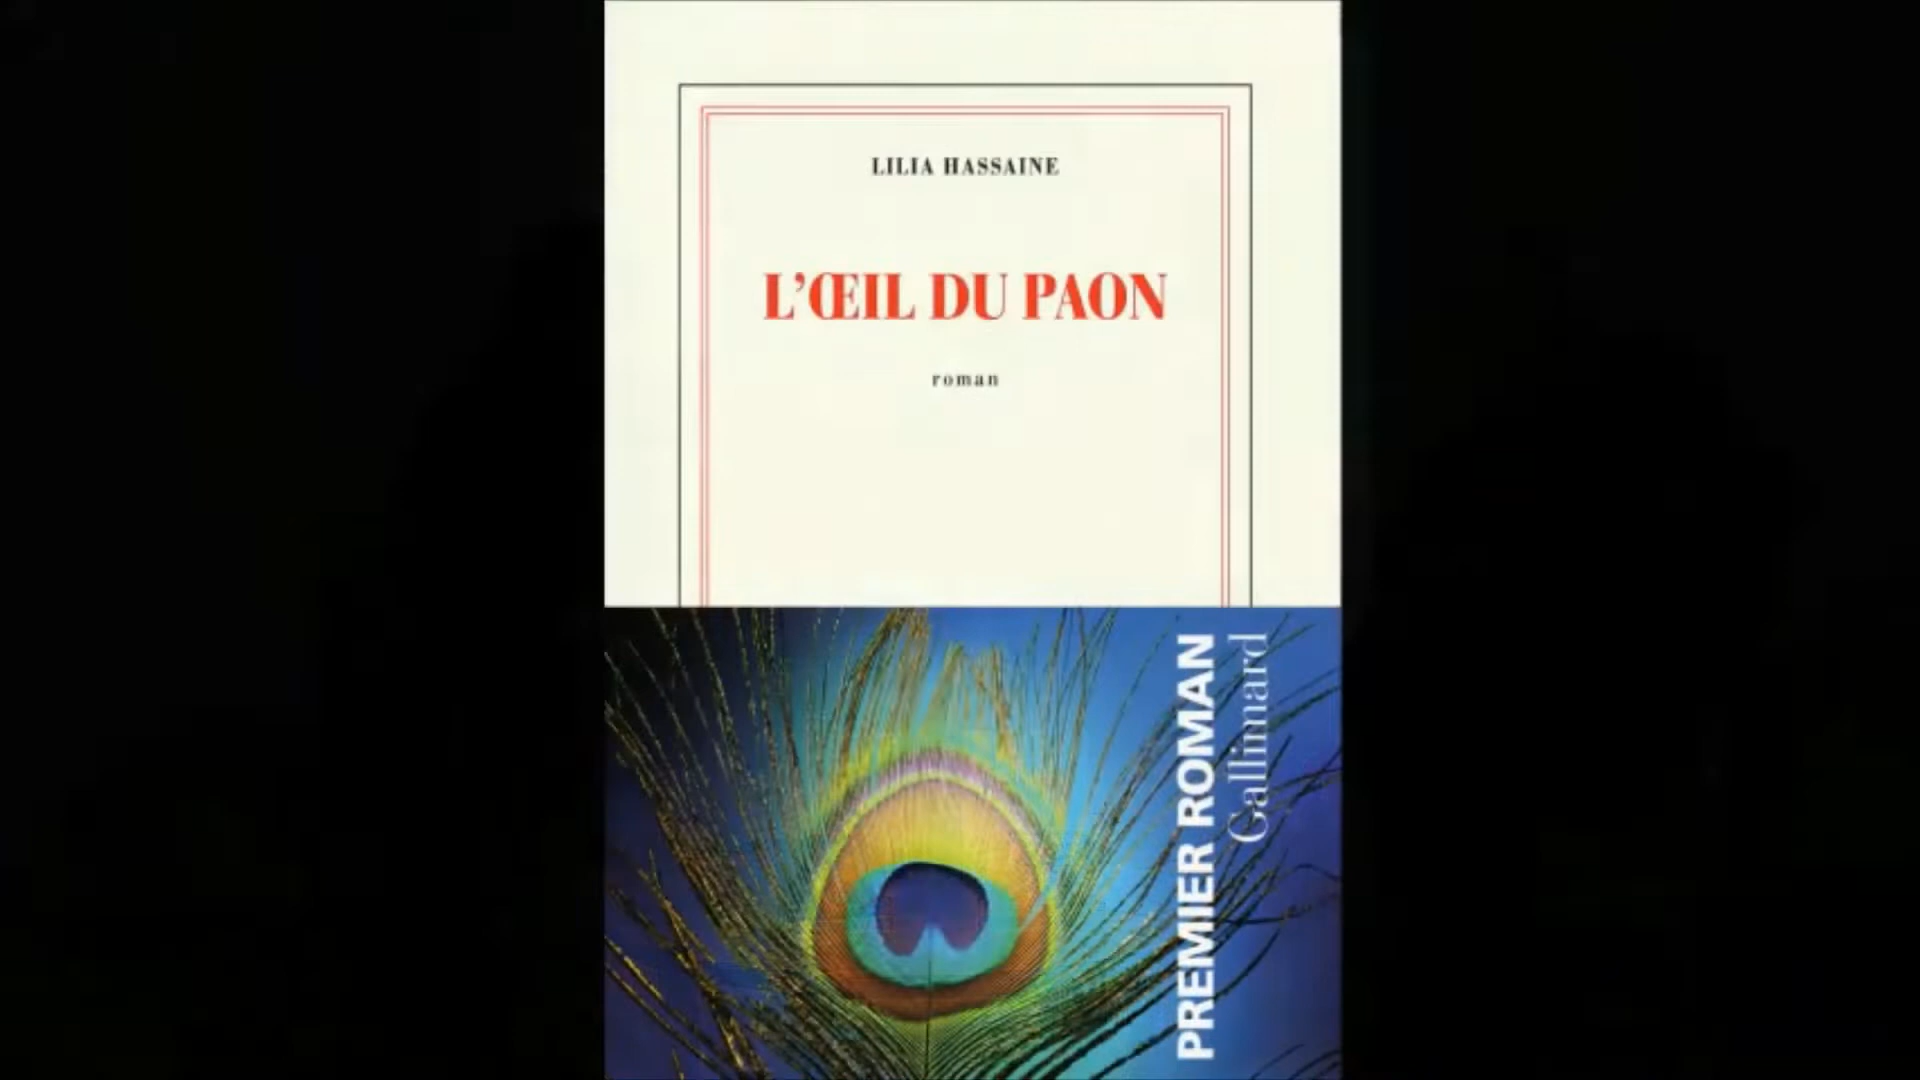 LILIA HASSAINE
L'ŒIL DU PAON
roman
PREMIER ROMAN
Gallimard